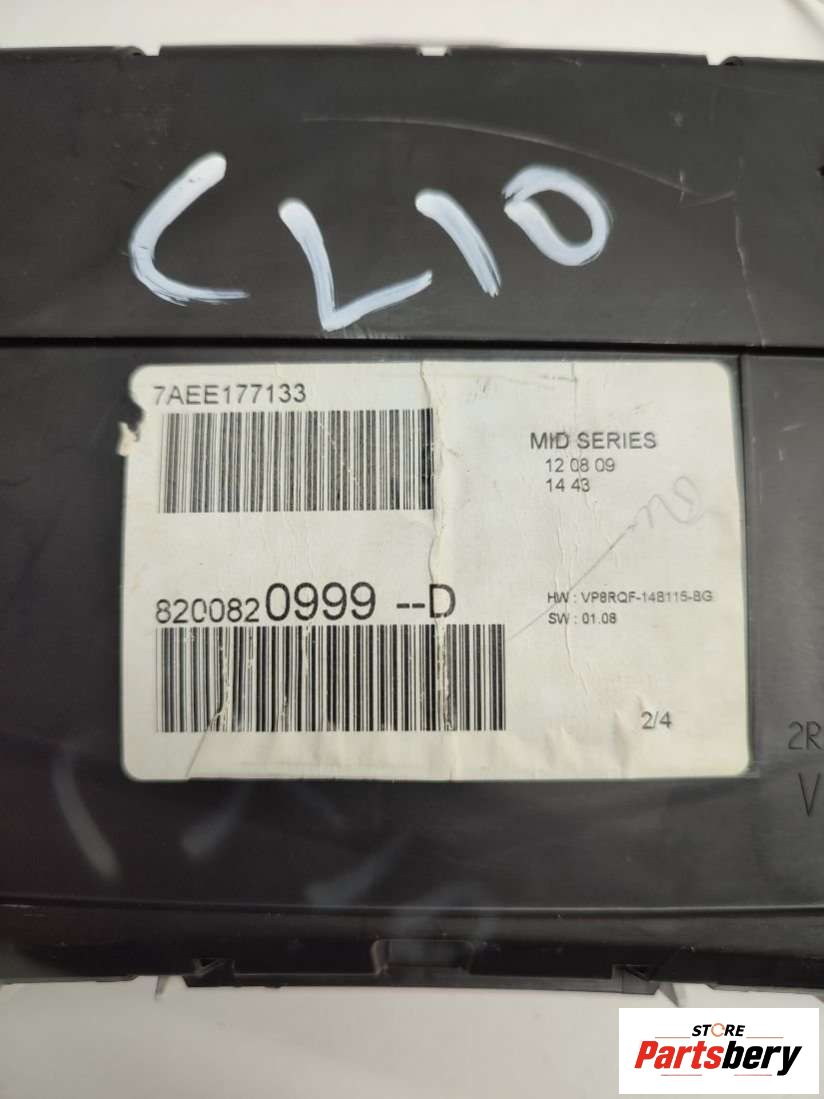 CLIO
7AEE177133
MID SERIES
12 08 09
14 43
8200820999 --D
HW : VP8RQF-14B115-BG
SW : 01.08
2/4
2R
V
STORE
Partsbery